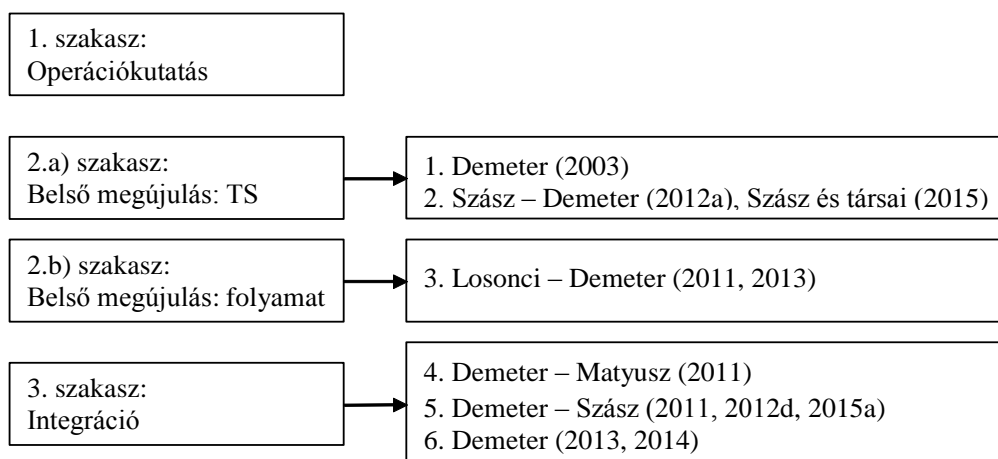 1. szakasz:
Operációkutatás
2.a) szakasz:
Belső megújulás: TS
1. Demeter (2003)
2. Szász – Demeter (2012a), Szász és társai (2015)
2.b) szakasz:
Belső megújulás: folyamat
3. Losonci – Demeter (2011, 2013)
3. szakasz:
Integráció
4. Demeter – Matyusz (2011)
5. Demeter – Szász (2011, 2012d, 2015a)
6. Demeter (2013, 2014)